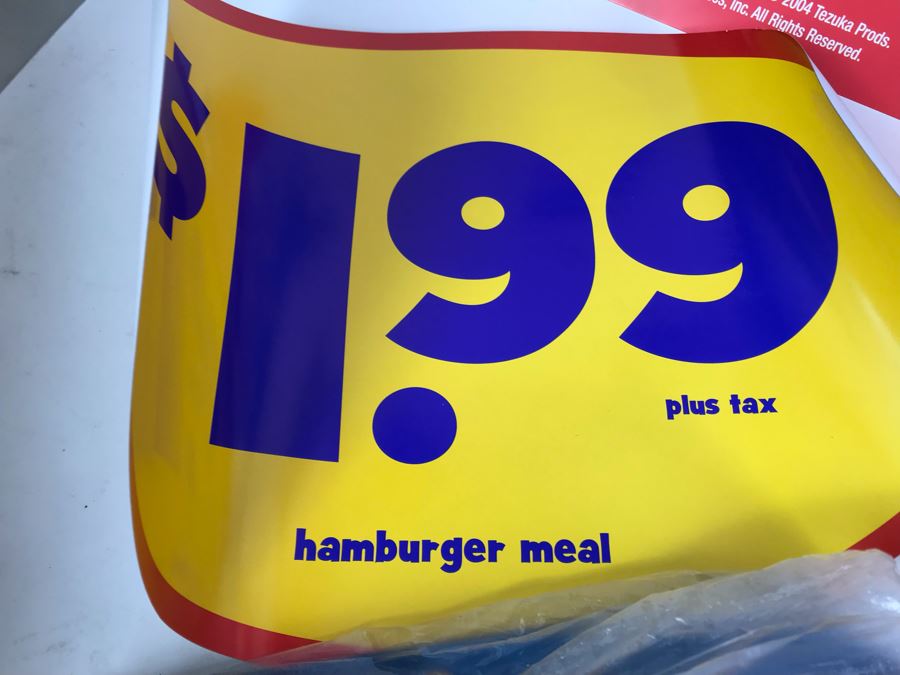 2004 Tezuka Prods.
Inc. All Rights Reserved.
$1.99
plus tax
hamburger meal